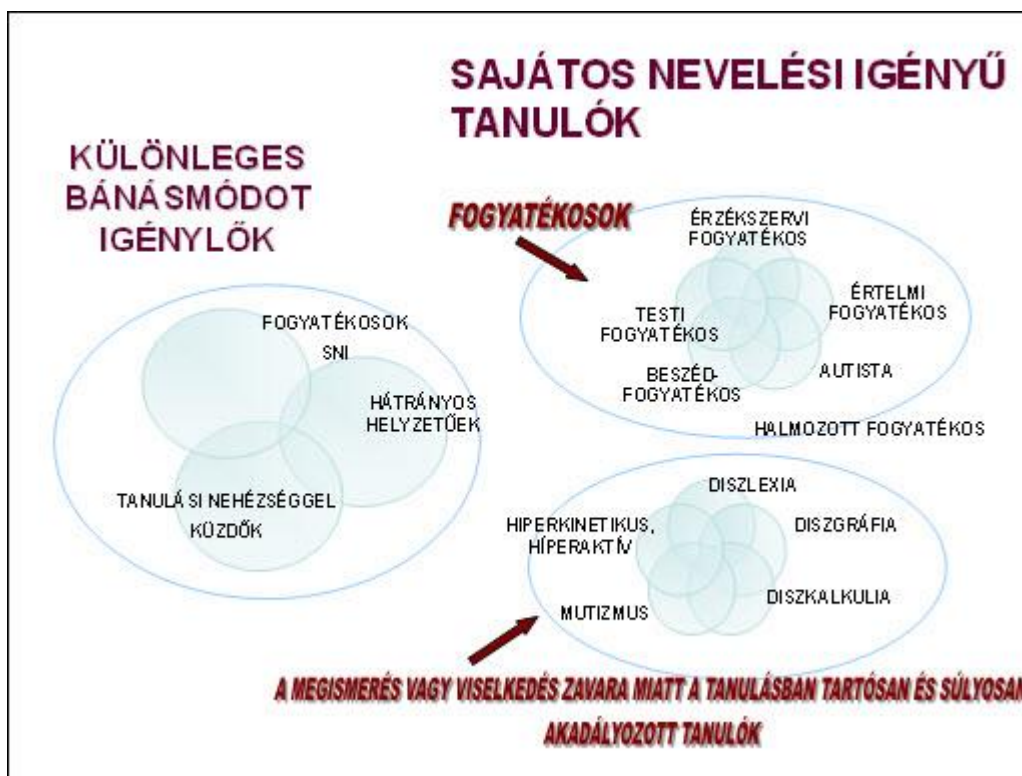 SAJÁTOS NEVELÉSI IGÉNYŰ
TANULÓK
KÜLÖNLEGES
BÁNÁSMÓDOT
IGÉNYLŐK
FOGYATÉKOSOK
SNI
HÁTRÁNYOS
HELYZETŰEK
TANULÁSI NEHÉZSÉGGEL
KÜZDŐK
FOGYATÉKOSOK
ÉRZÉKSZERVI
FOGYATÉKOS
ÉRTELMI
FOGYATÉKOS
TESTI
FOGYATÉKOS
BESZÉD-
FOGYATÉKOS
AUTISTA
HALMOZOTT FOGYATÉKOS
DISZLEXIA
HIPERKINETIKUS,
HÍPERAKTÍV
DISZGRÁFIA
DISZKALKULIA
MUTIZMUS
A MEGISMERÉS VAGY VISELKEDÉS ZAVARA MIATT A TANULÁSBAN TARTÓSAN ÉS SÚLYOSAN
AKADÁLYOZOTT TANULÓK